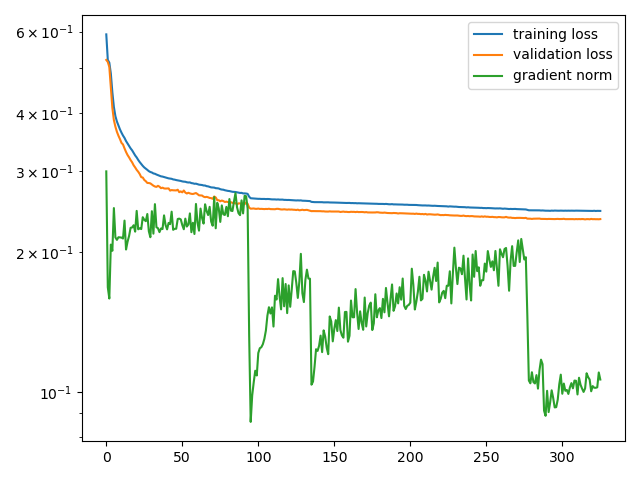 training loss
validation loss
gradient norm
6 × 10⁻¹
4 × 10⁻¹
3 × 10⁻¹
2 × 10⁻¹
10⁻¹
0 50 100 150 200 250 300